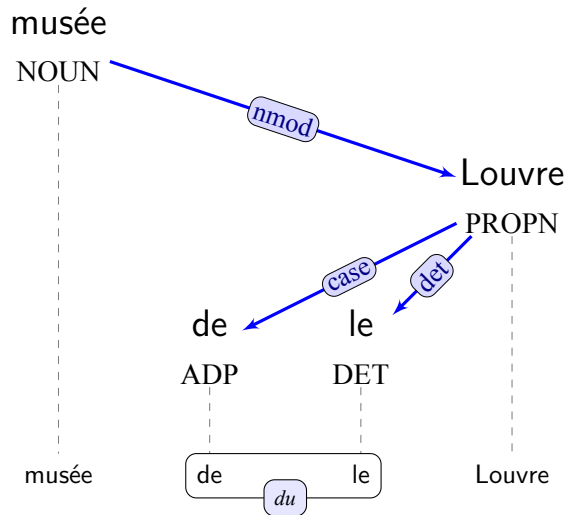 musée
NOUN
nmod
Louvre
PROPN
case det
de le
ADP DET
musée de le Louvre
du